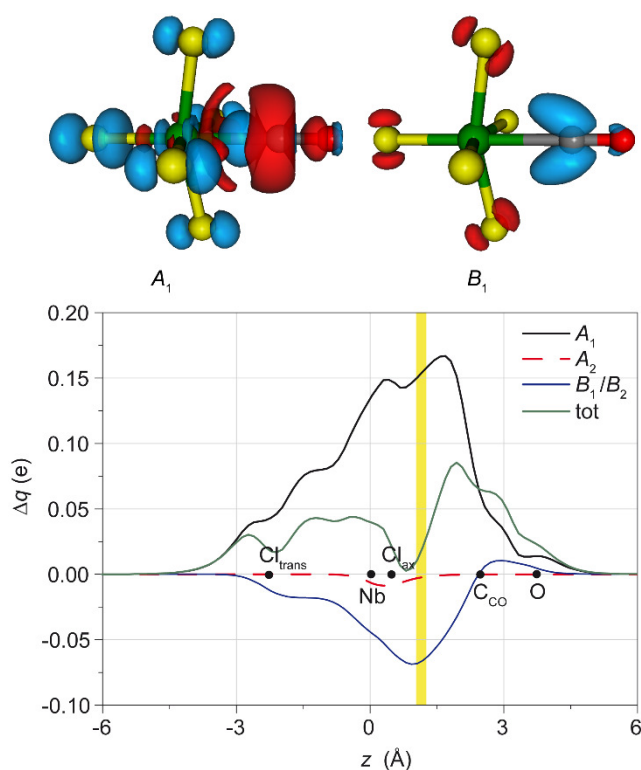 A1 B1
0.20
0.15
0.10
0.05
0.00
-0.05
-0.10
Δq (e)
A1
A2
B1/B2
tot
Cltrans
Nb
Clax
CCO
O
-6 -3 0 3 6
z (Å)